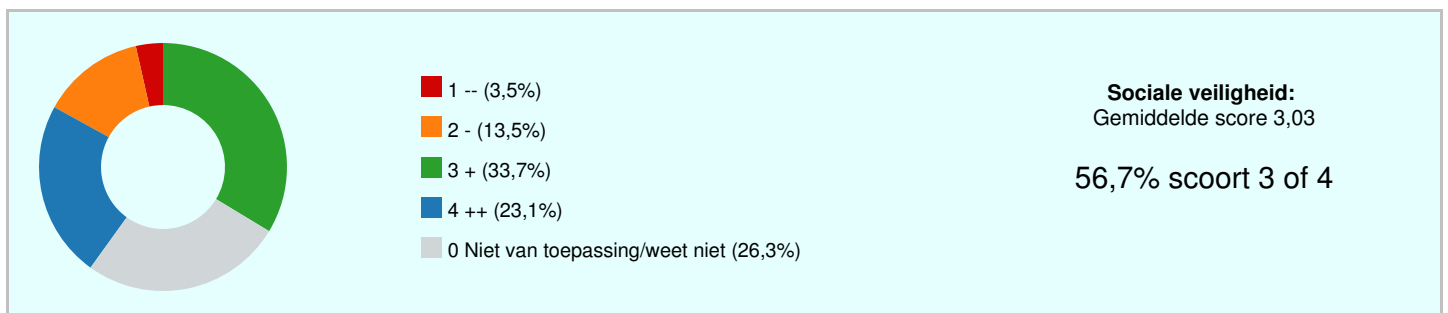 1 -- (3,5%)
2 - (13,5%)
3 + (33,7%)
4 ++ (23,1%)
0 Niet van toepassing/weet niet (26,3%)
Sociale veiligheid:
Gemiddelde score 3,03
56,7% scoort 3 of 4